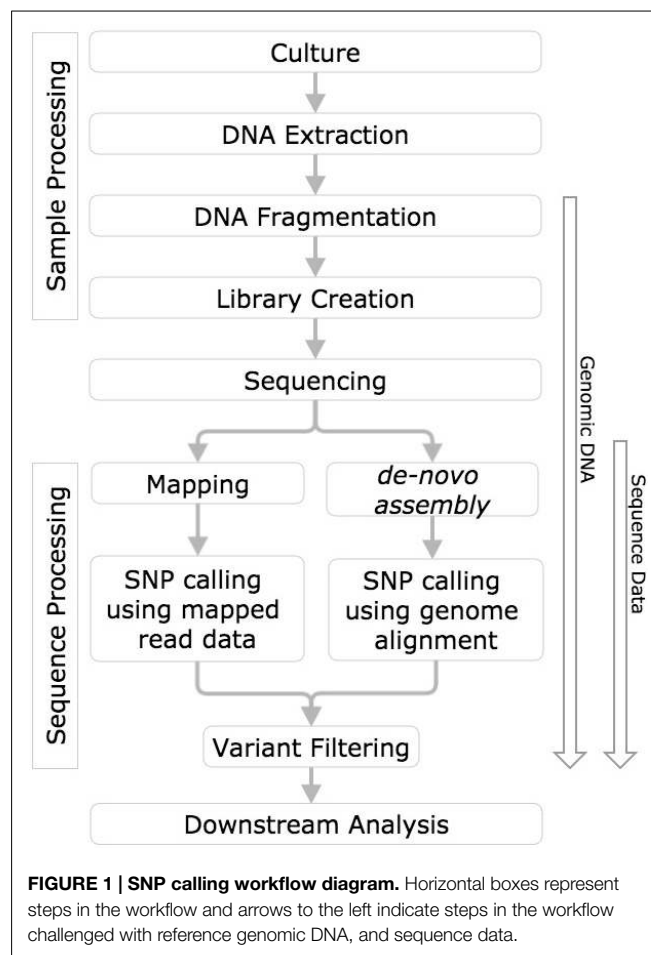 Culture
DNA Extraction
DNA Fragmentation
Library Creation
Sample Processing
Sequencing
Mapping
de-novo
assembly
SNP calling
using mapped
read data
SNP calling
using genome
alignment
Variant Filtering
Sequence Processing
Downstream Analysis
Genomic DNA
Sequence Data
FIGURE 1 | SNP calling workflow diagram. Horizontal boxes represent
steps in the workflow and arrows to the left indicate steps in the workflow
challenged with reference genomic DNA, and sequence data.